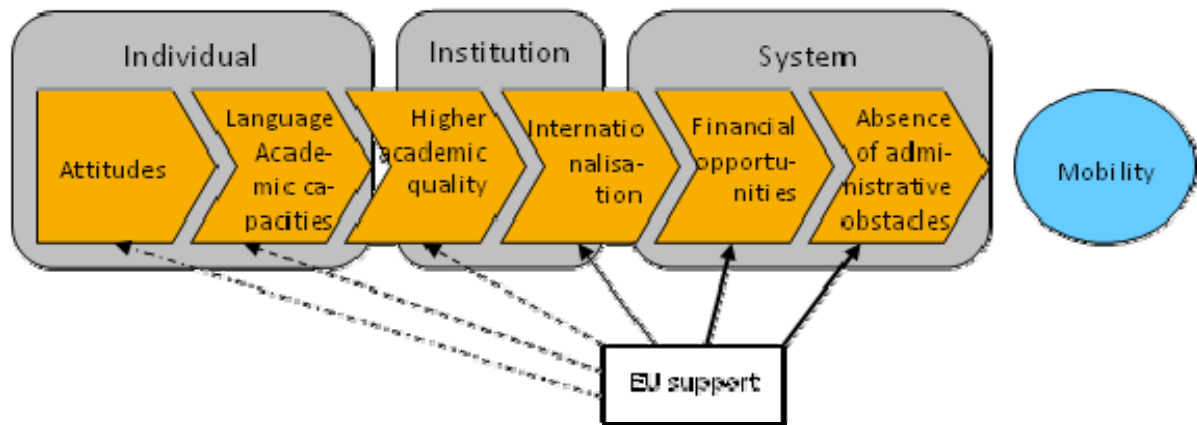 Individual
Institution
System
Attitudes
Language
Acade-
mic ca-
pacities
Higher
academic
quality
Internatio
nalisa-
tion
Financial
opportu-
nities
Absence
of admi-
nistrative
obstacles
Mobility
EU support